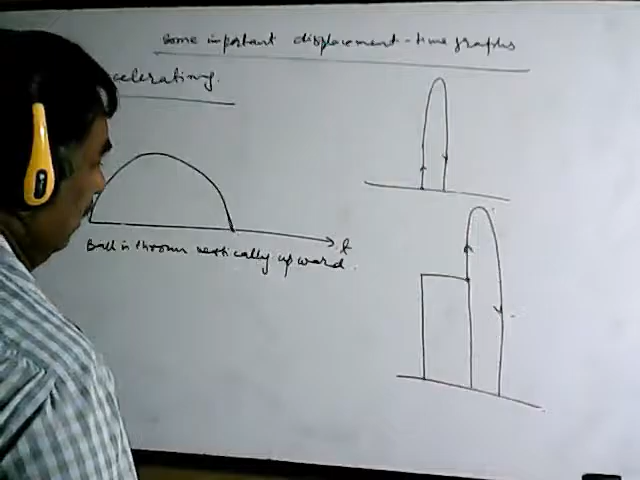 some important displacement-time graphs
celerating.
t
Ball is thrown vertically upward.